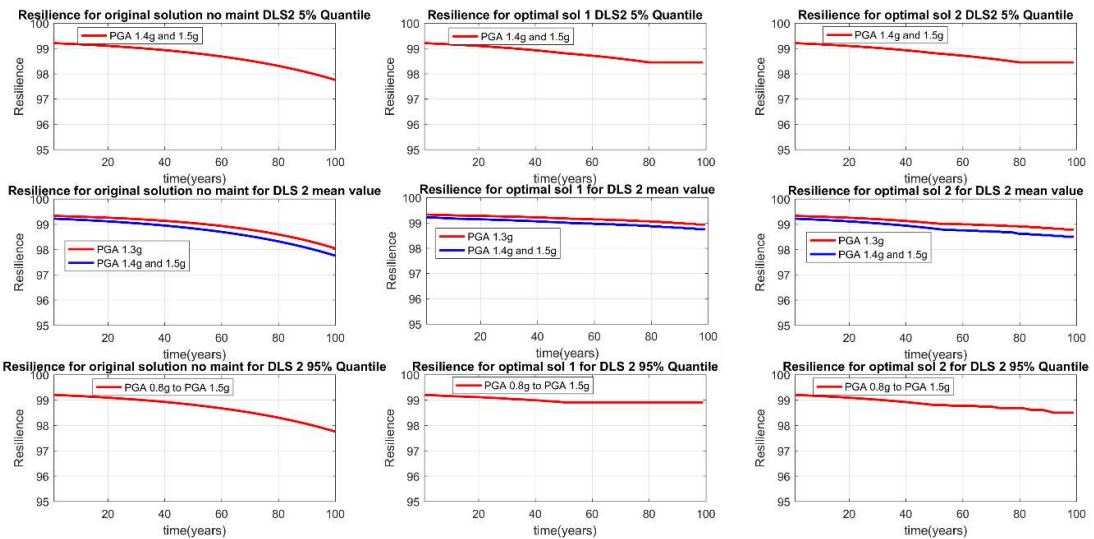 Resilience for original solution no maint DLS2 5% Quantile
100
99
98
97
96
95
Resilience
PGA 1.4g and 1.5g
20
40
60
80
100
time(years)
Resilience for optimal sol 1 DLS2 5% Quantile
100
99
98
97
96
95
Resilience
PGA 1.4g and 1.5g
20
40
60
80
100
time(years)
Resilience for optimal sol 2 DLS2 5% Quantile
100
99
98
97
96
95
Resilience
PGA 1.4g and 1.5g
20
40
60
80
100
time(years)
Resilience for original solution no maint for DLS 2 mean value
100
99
98
97
96
95
Resilience
PGA 1.3g
PGA 1.4g and 1.5g
20
40
60
80
100
time(years)
Resilience for optimal sol 1 for DLS 2 mean value
100
99
98
97
96
95
Resilience
PGA 1.3g
PGA 1.4g and 1.5g
0
20
40
60
80
100
time(years)
Resilience for optimal sol 2 for DLS 2 mean value
100
99
98
97
96
95
Resilience
PGA 1.3g
PGA 1.4g and 1.5g
20
40
60
80
100
time(years)
Resilience for original solution no maint for DLS 2 95% Quantile
100
99
98
97
96
95
Resilience
PGA 0.8g to PGA 1.5g
20
40
60
80
100
time(years)
Resilience for optimal sol 1 for DLS 2 95% Quantile
100
99
98
97
96
95
Resilience
PGA 0.8g to PGA 1.5g
20
40
60
80
100
time(years)
Resilience for optimal sol 2 for DLS 2 95% Quantile
100
99
98
97
96
95
Resilience
PGA 0.8g to PGA 1.5g
20
40
60
80
100
time(years)